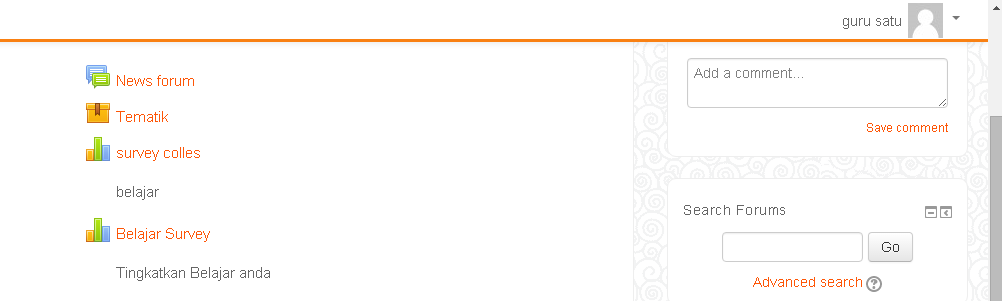 guru satu
News forum
Tematik
survey colles
belajar
Belajar Survey
Tingkatkan Belajar anda
Add a comment...
Save comment
Search Forums
Go
Advanced search